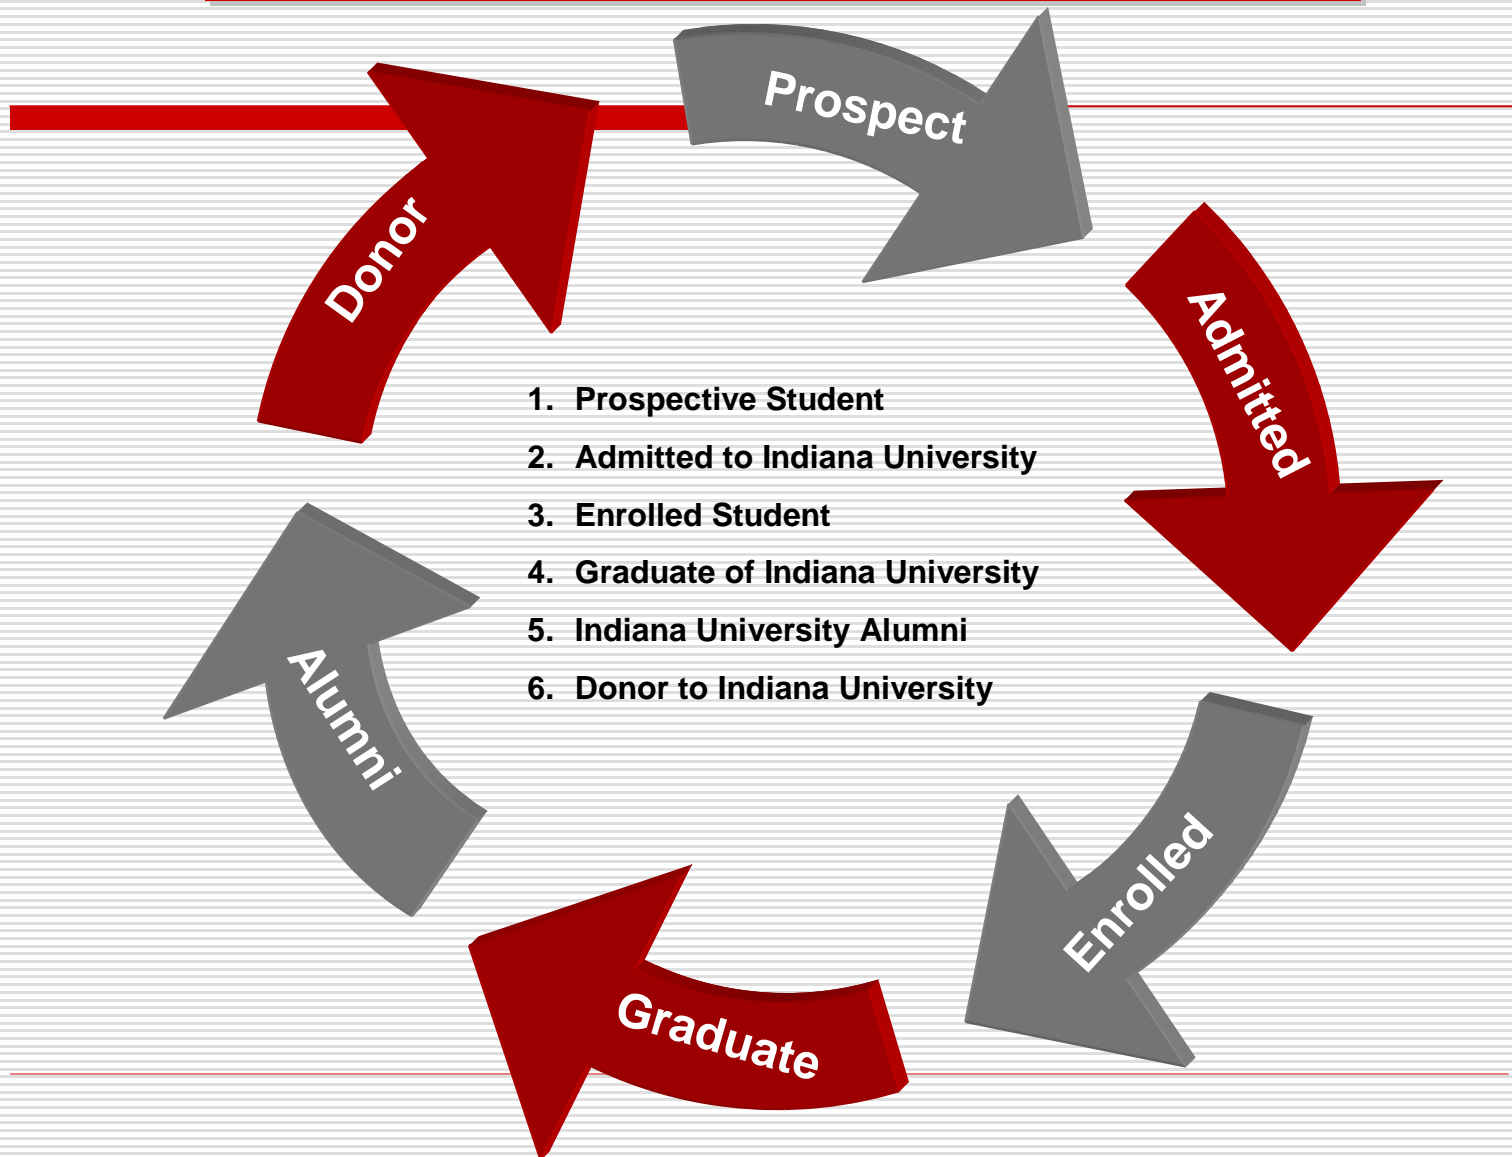 Prospect
Admitted
Enrolled
Graduate
Alumni
Donor
1. Prospective Student
2. Admitted to Indiana University
3. Enrolled Student
4. Graduate of Indiana University
5. Indiana University Alumni
6. Donor to Indiana University